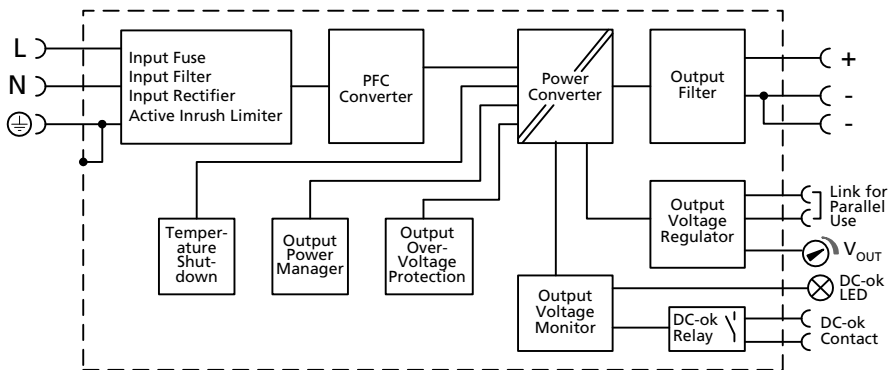 L
N
Input Fuse
Input Filter
Input Rectifier
Active Inrush Limiter
PFC
Converter
Power
Converter
Output
Filter
+
-
-
Temper-
ature
Shut-
down
Output
Power
Manager
Output
Over-
Voltage
Protection
Output
Voltage
Regulator
Link for
Parallel
Use
VOUT
Output
Voltage
Monitor
DC-ok
LED
DC-ok
Relay
DC-ok
Contact